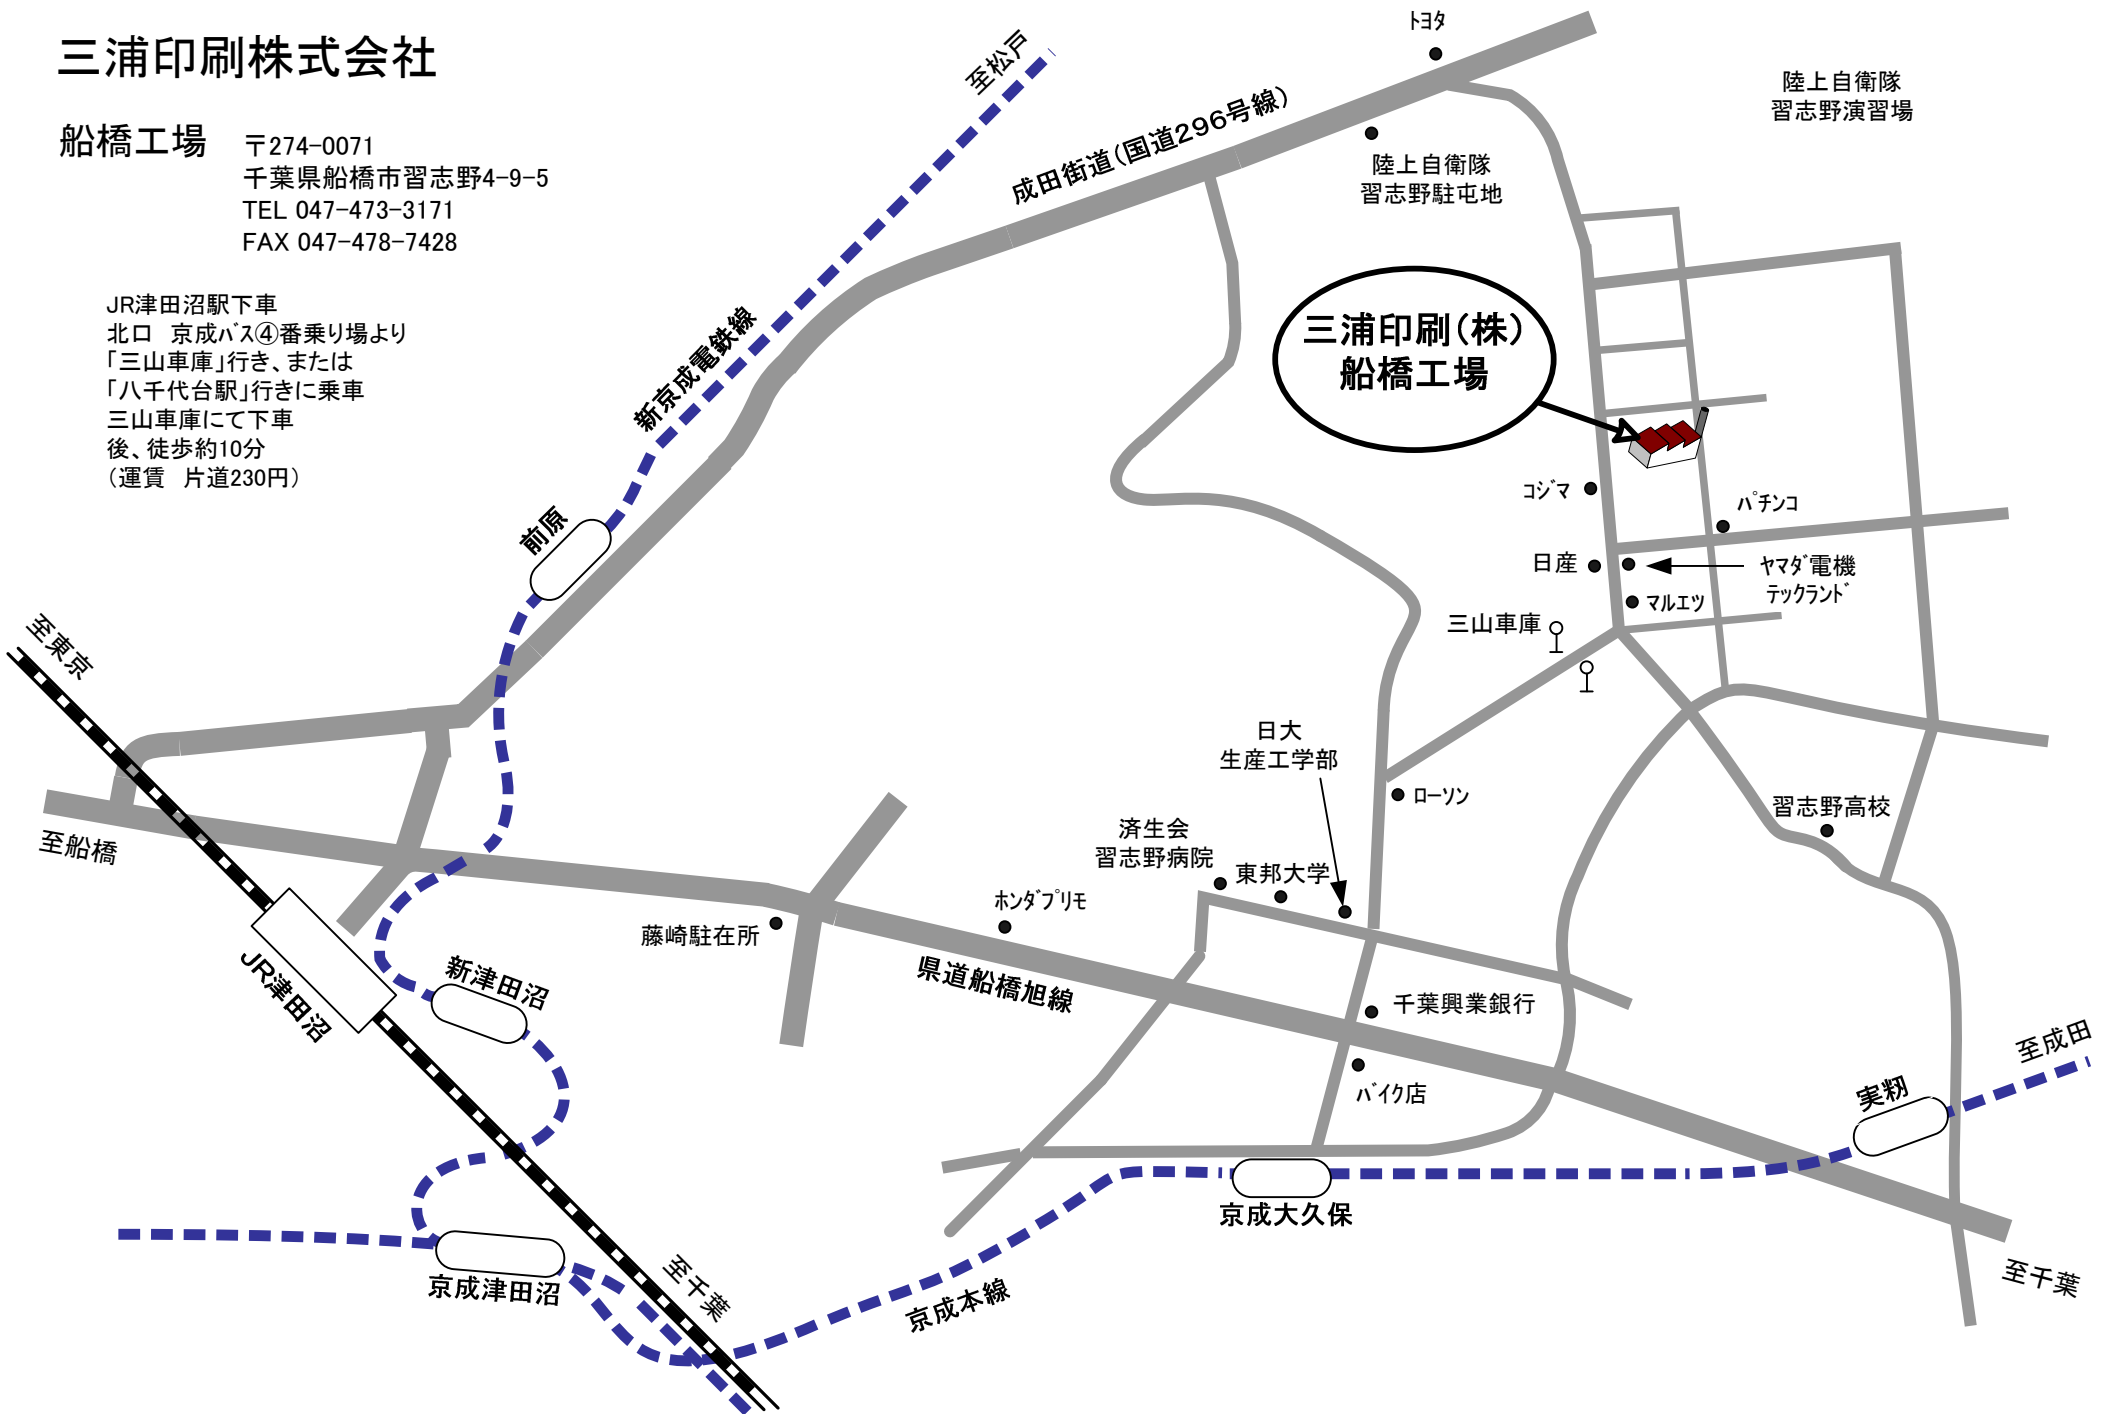 三浦印刷株式会社
船橋工場
〒274-0071
千葉県船橋市習志野4-9-5
TEL 047-473-3171
FAX 047-478-7428
JR津田沼駅下車
北口　京成ﾊﾞｽ④番乗り場より
「三山車庫」行き、または
「八千代台駅」行きに乗車
三山車庫にて下車
後、徒歩約10分
（運賃　片道230円）
至松戸
成田街道（国道296号線）
ﾄﾖﾀ
陸上自衛隊
習志野駐屯地
陸上自衛隊
習志野演習場
新京成電鉄線
三浦印刷（株）
船橋工場
前原
ｺｼﾞﾏ
ﾊﾟﾁﾝｺ
日産
ﾔﾏﾀﾞ電機
ﾃｯｸﾗﾝﾄﾞ
ﾏﾙｴﾂ
三山車庫
至東京
至船橋
日大
生産工学部
ﾛｰｿﾝ
習志野高校
済生会
習志野病院
東邦大学
ﾎﾝﾀﾞﾌﾟﾘﾓ
藤崎駐在所
県道船橋旭線
JR津田沼
新津田沼
千葉興業銀行
ﾊﾞｲｸ店
至成田
実籾
京成大久保
京成津田沼
至千葉
京成本線
至千葉